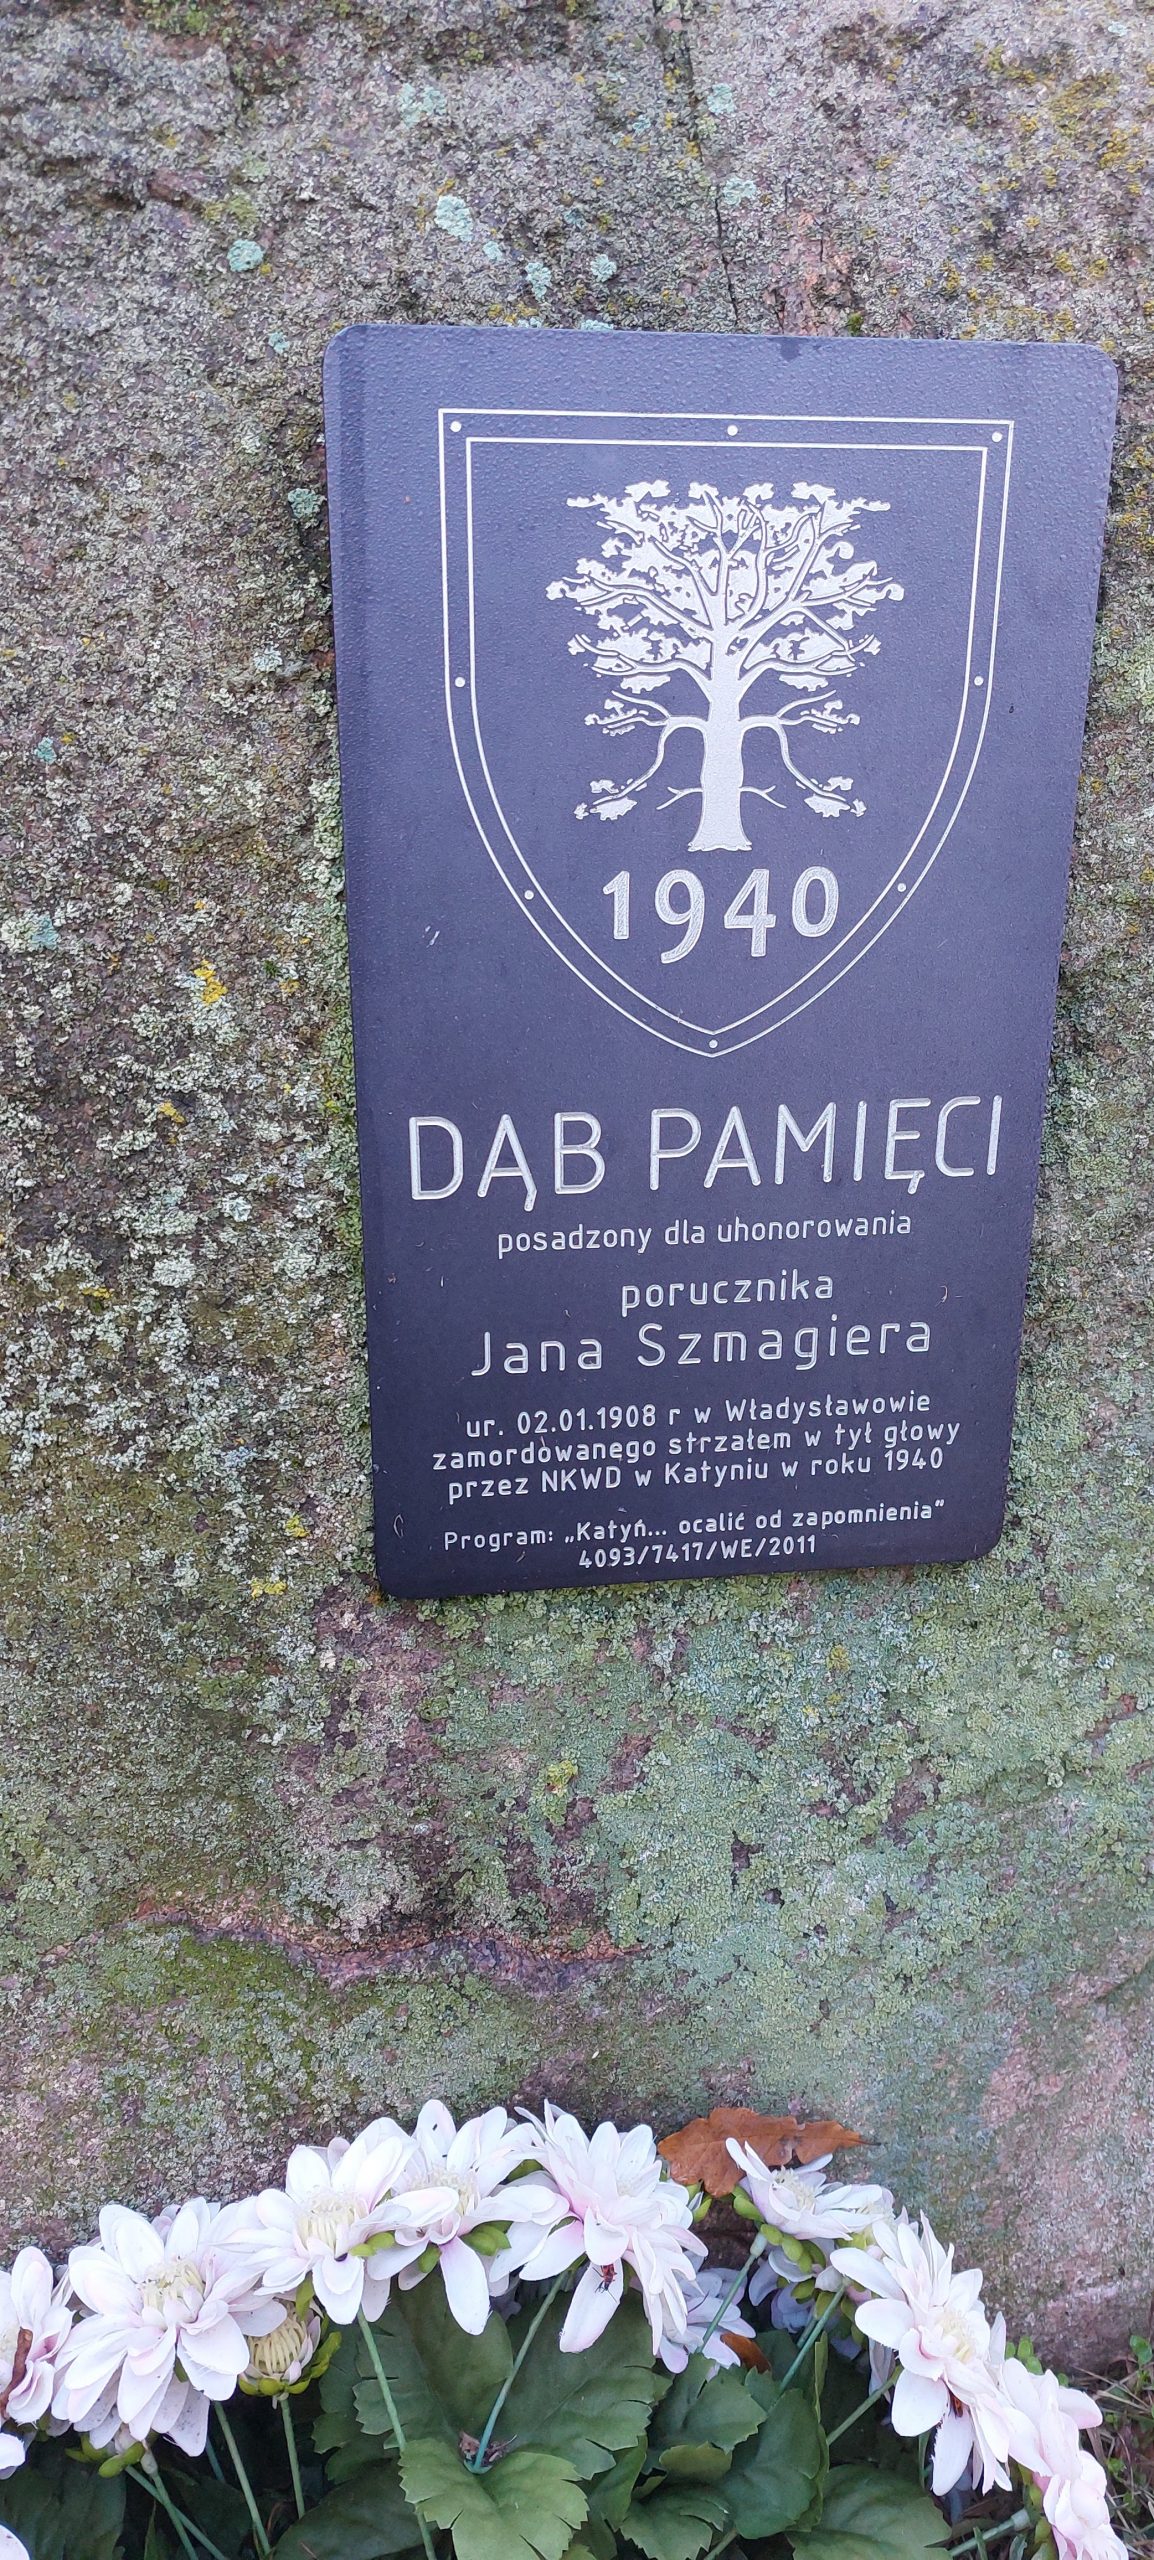 1940
DĄB PAMIĘCI
posadzony dla uhonorowania
porucznika
Jana Szmagiera
ur. 02.01.1908 r w Władysławowie
zamordowanego strzałem w tył głowy
przez NKWD w Katyniu w roku 1940
Program: „Katyń... ocalić od zapomnienia”
4093/7417/WE/2011